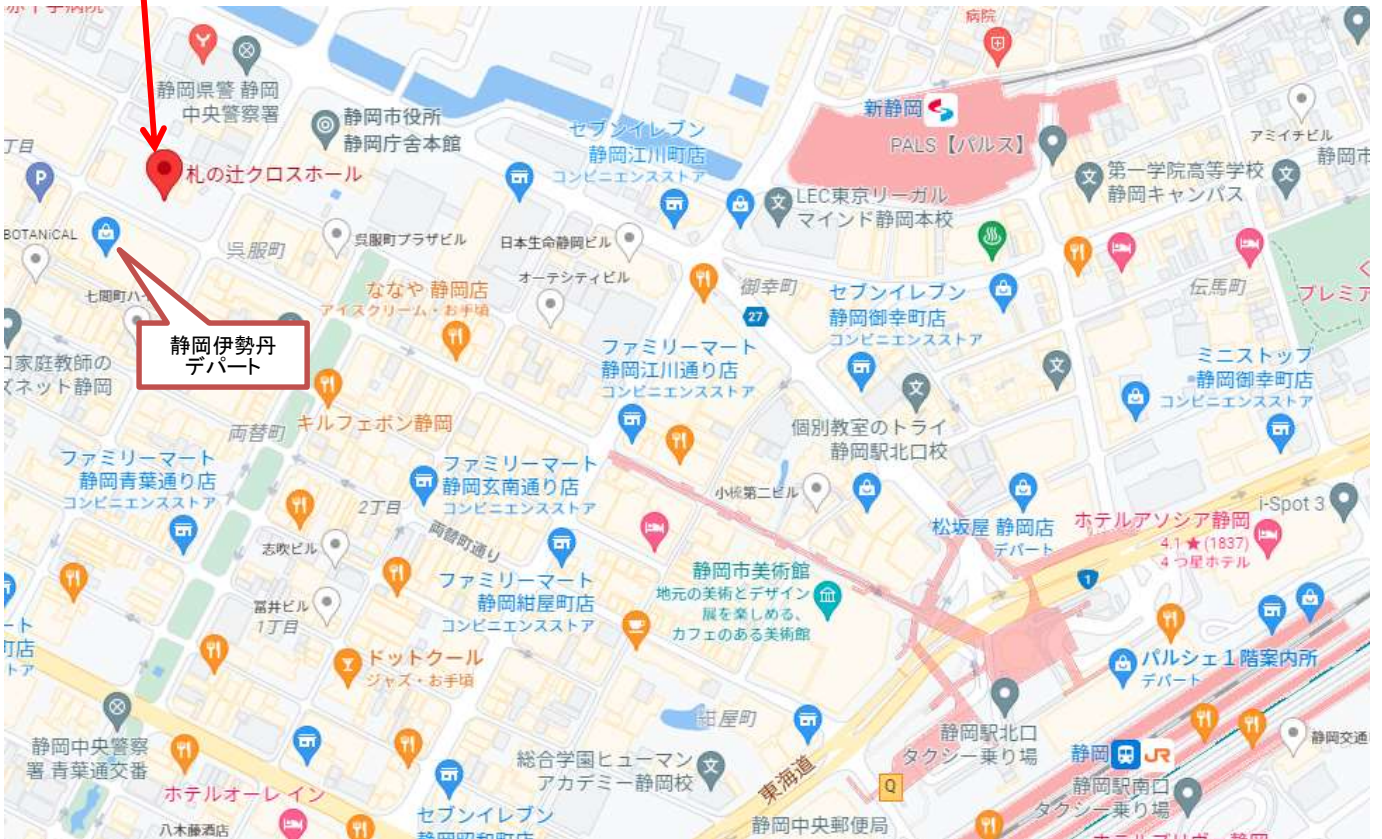 病院
静岡県警 静岡
中央警察署
静岡市役所
静岡庁舎本館
札の辻クロスホール
丁目
P
BOTANiCAL
呉服町
呉服町プラザビル
静岡伊勢丹
デパート
セブンイレブン
静岡江川町店
コンビニエンスストア
新静岡
PALS【パルス】
アミイチビル
静岡市
第一学院高等学校
静岡キャンパス
LEC東京リーガル
マインド静岡本校
日本生命静岡ビル
オーテシティビル
ななや 静岡店
アイスクリーム・お手頃
御幸町
27
セブンイレブン
静岡御幸町店
コンビニエンスストア
伝馬町
プレミア
ファミリーマート
静岡江川通り店
コンビニエンスストア
ミニストップ
静岡御幸町店
コンビニエンスストア
家庭教師の
ネット静岡
キルフェボン静岡
両替町
個別教室のトライ
静岡駅北口校
ファミリーマート
静岡青葉通り店
コンビニエンスストア
ファミリーマート
静岡玄南通り店
コンビニエンスストア
2丁目
両替町通り
志吹ビル
松坂屋 静岡店
デパート
ホテルアソシア静岡
4.1★(1837)
4 つ星ホテル
i-Spot 3
1
静岡市美術館
地元の美術とデザイン
展を楽しめる、
カフェのある美術館
ファミリーマート
静岡紺屋町店
コンビニエンスストア
冨井ビル
1丁目
ート
町店
トア
ドットクール
ジャズ・お手頃
パルシェ1階案内所
デパート
紺屋町
静岡駅北口
タクシー乗り場
静岡
JR
静岡交通
静岡中央警察
署 青葉通交番
総合学園ヒューマン
アカデミー静岡校
東海道
Q
静岡駅南口
タクシー乗り場
ホテルオーレ イン
八木藤酒店
セブンイレブン
静岡中央郵便局